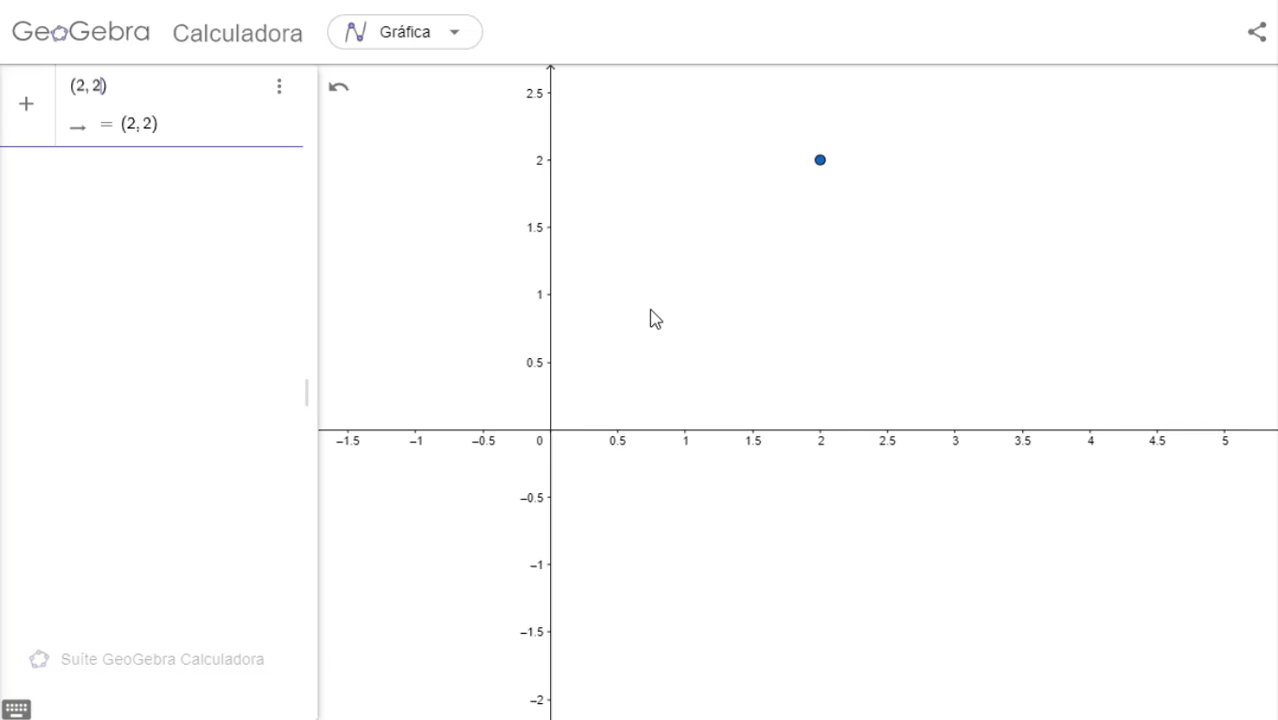 GeoGebra Calculadora Gráfica
(2, 2)
= (2, 2)
2.5
2
1.5
1
0.5
−1.5 −1 −0.5 0 0.5 1 1.5 2 2.5 3 3.5 4 4.5 5
−0.5
−1
−1.5
−2
Suíte GeoGebra Calculadora